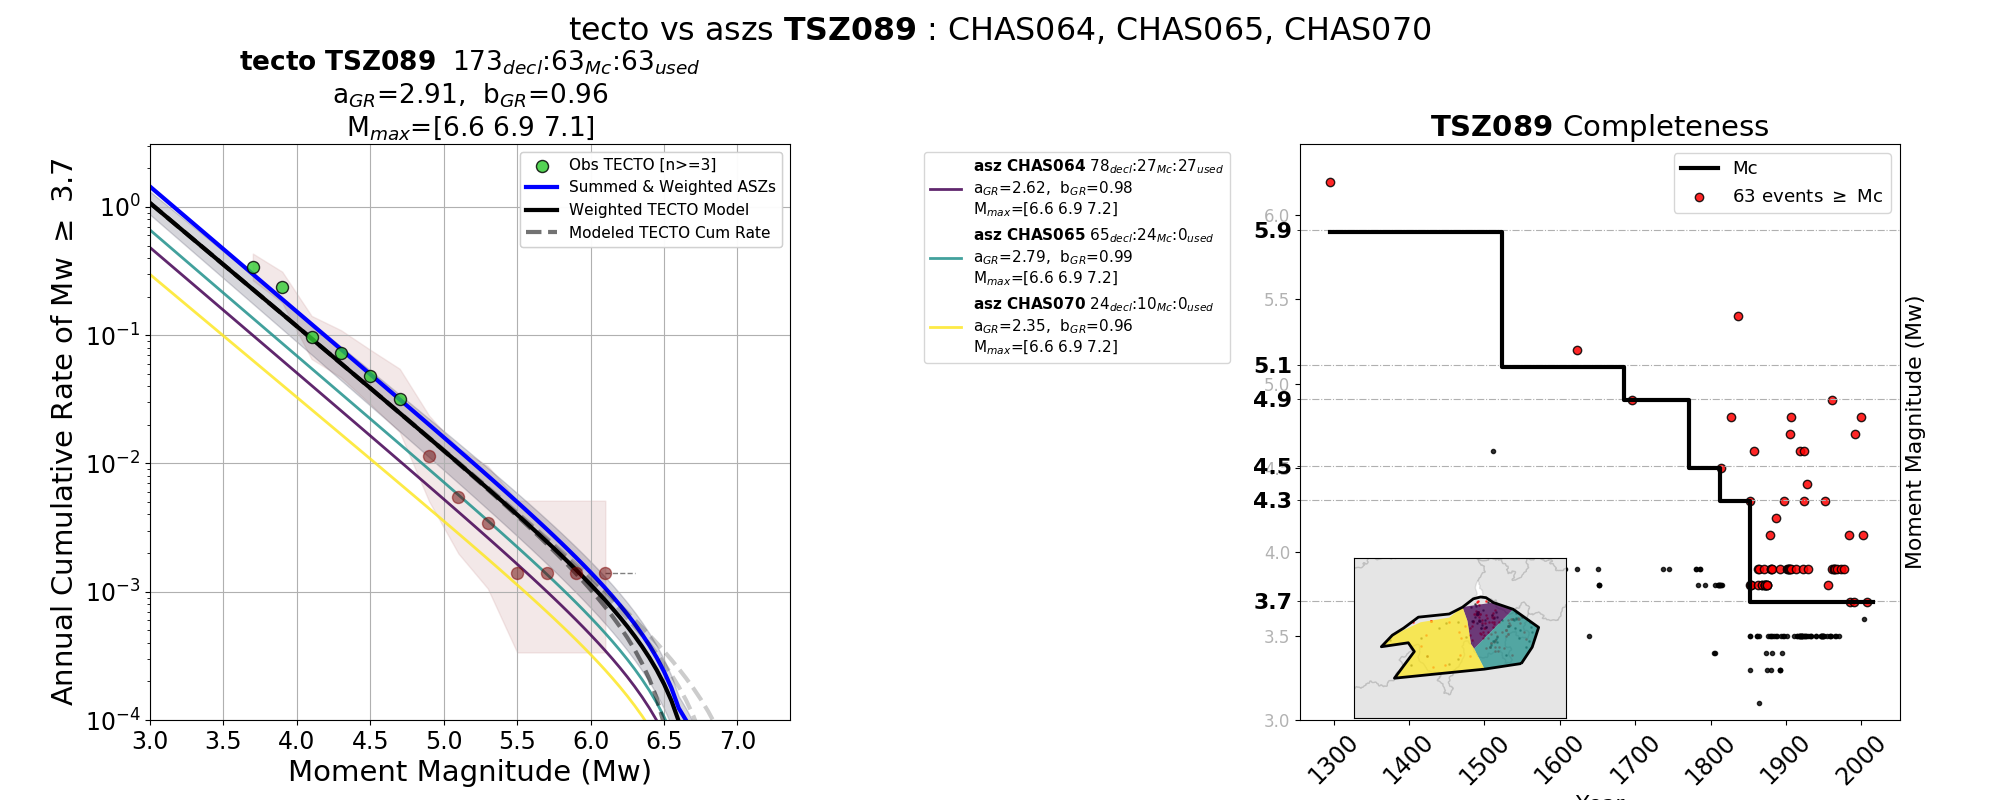 tecto vs aszs TSZ089 : CHAS064, CHAS065, CHAS070
tecto TSZ089 173decl:63Mc:63used
aGR=2.91, bGR=0.96
Mmax=[6.6 6.9 7.1]
Annual Cumulative Rate of Mw ≥ 3.7
10^0
10^−1
10^−2
10^−3
10^−4
3.0 3.5 4.0 4.5 5.0 5.5 6.0 6.5 7.0
Moment Magnitude (Mw)
Obs TECTO [n>=3]
Summed & Weighted ASZs
Weighted TECTO Model
Modeled TECTO Cum Rate
asz CHAS064 78decl:27Mc:27used
aGR=2.62, bGR=0.98
Mmax=[6.6 6.9 7.2]
asz CHAS065 65decl:24Mc:0used
aGR=2.79, bGR=0.99
Mmax=[6.6 6.9 7.2]
asz CHAS070 24decl:10Mc:0used
aGR=2.35, bGR=0.96
Mmax=[6.6 6.9 7.2]
TSZ089 Completeness
Mc
63 events ≥ Mc
6.0
5.9
5.5
5.1
5.0
4.9
4.5
4.3
4.0
3.7
3.5
3.0
Moment Magnitude (Mw)
1300 1400 1500 1600 1700 1800 1900 2000